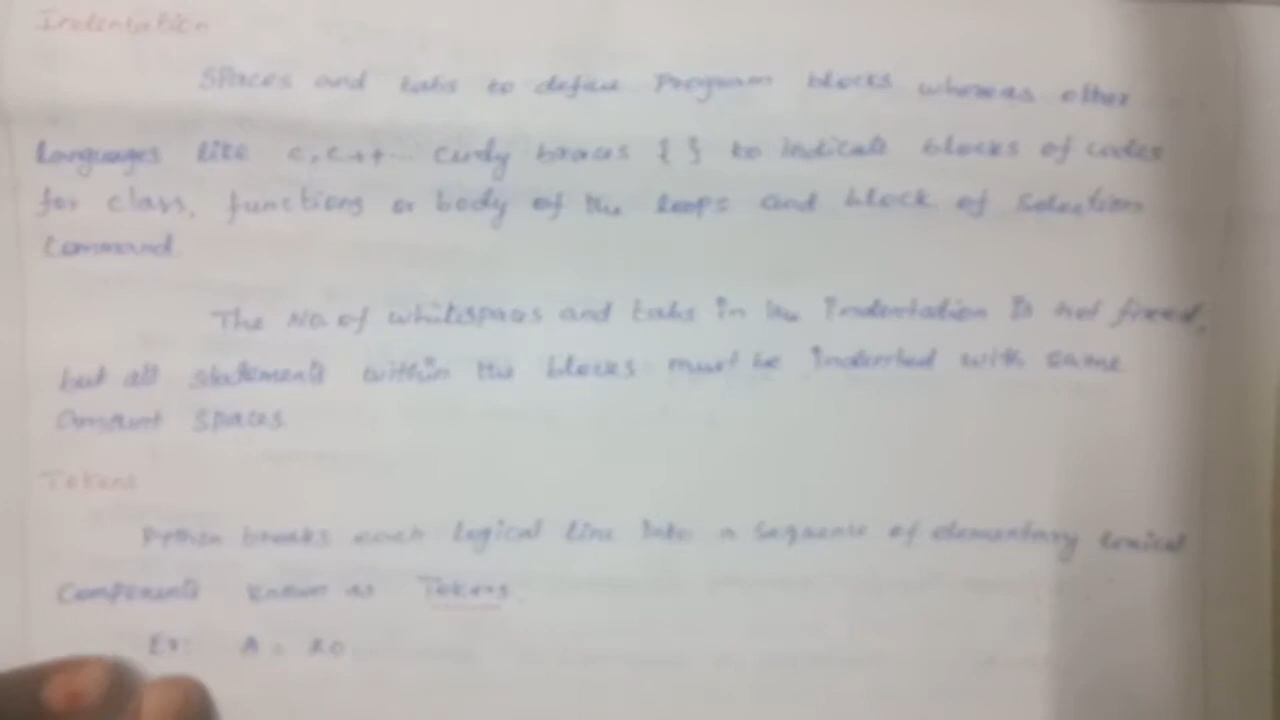 Indentation
Spaces and tabs to define Program blocks whereas other
languages like C, C++... curdy braces { } to indicate blocks of codes
for class, functions or body of the loops and block of Selection
Command
The No. of whitespaces and tabs in the Indentation is not fixed,
but all statements within the blocks must be indented with same
amount spaces.
Tokens
Python breaks each Logical line into a sequence of elementary Lexical
Components known as Tokens.
Ex: A = 20